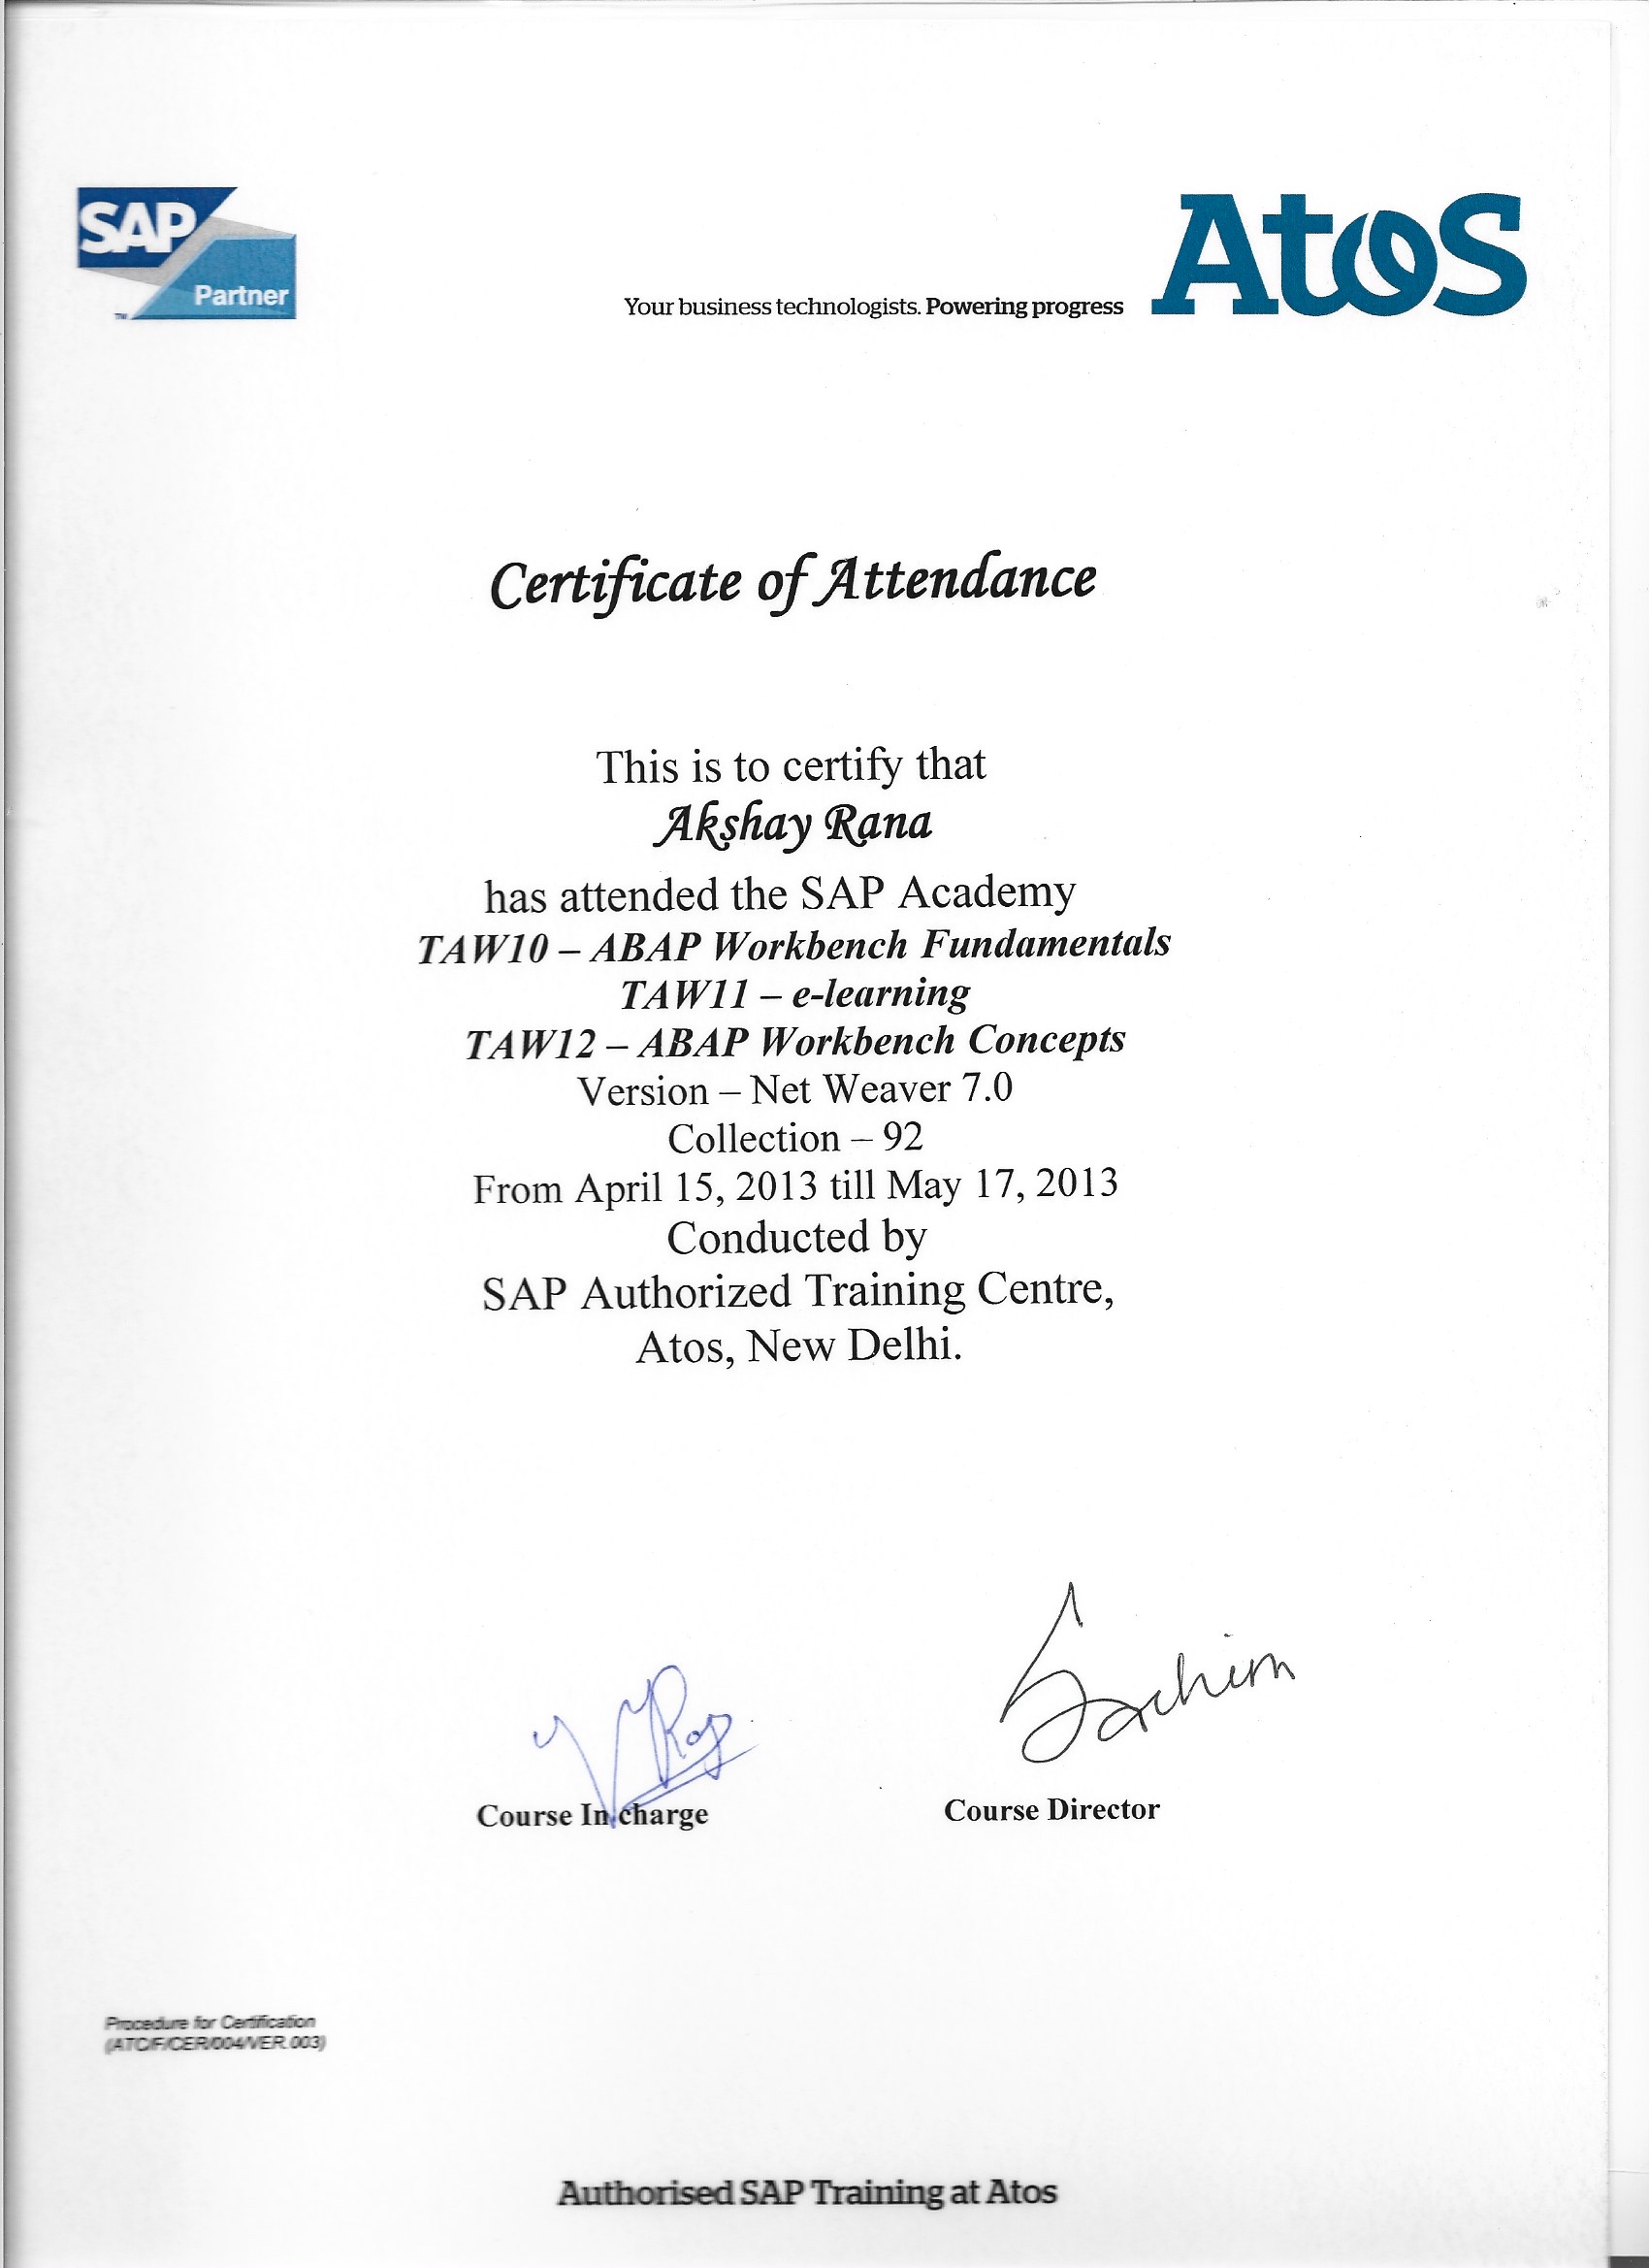 SAP
Partner
TM
Your business technologists. Powering progress
Atos
Certificate of Attendance
This is to certify that
Akshay Rana
has attended the SAP Academy
TAW10 – ABAP Workbench Fundamentals
TAW11 – e-learning
TAW12 – ABAP Workbench Concepts
Version – Net Weaver 7.0
Collection – 92
From April 15, 2013 till May 17, 2013
Conducted by
SAP Authorized Training Centre,
Atos, New Delhi.
Sachin
Course In charge
Course Director
Procedure for Certification
(ATC/F/CER/004/VER.003)
Authorised SAP Training at Atos